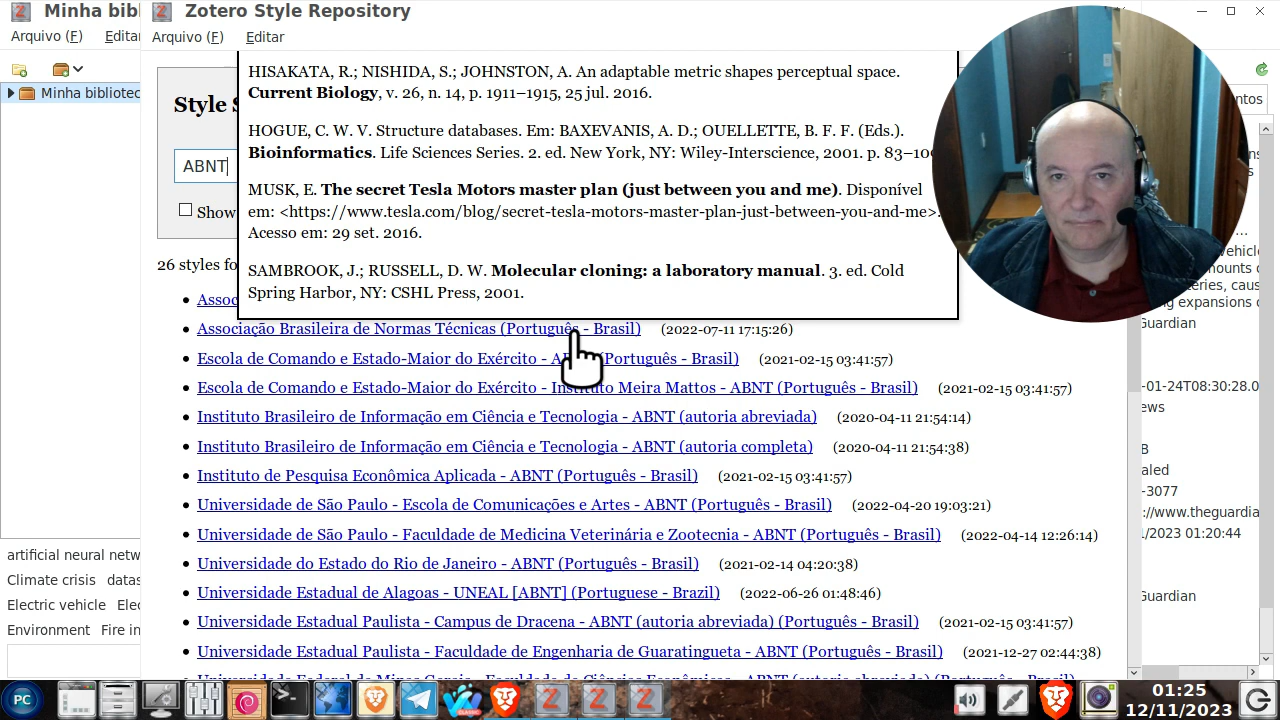 Minha bibl
Zotero Style Repository
Arquivo (F) Editar
Arquivo (F) Editar
Minha bibliotec
Style S
ABNT
Show
26 styles fo
HISAKATA, R.; NISHIDA, S.; JOHNSTON, A. An adaptable metric shapes perceptual space.
Current Biology, v. 26, n. 14, p. 1911–1915, 25 jul. 2016.
HOGUE, C. W. V. Structure databases. Em: BAXEVANIS, A. D.; OUELLETTE, B. F. F. (Eds.).
Bioinformatics. Life Sciences Series. 2. ed. New York, NY: Wiley-Interscience, 2001. p. 83–10
MUSK, E. The secret Tesla Motors master plan (just between you and me). Disponível
em: <https://www.tesla.com/blog/secret-tesla-motors-master-plan-just-between-you-and-me>.
Acesso em: 29 set. 2016.
SAMBROOK, J.; RUSSELL, D. W. Molecular cloning: a laboratory manual. 3. ed. Cold
Spring Harbor, NY: CSHL Press, 2001.
Assoc
Associação Brasileira de Normas Técnicas (Português - Brasil) (2022-07-11 17:15:26)
Escola de Comando e Estado-Maior do Exército - AB (Português - Brasil) (2021-02-15 03:41:57)
Escola de Comando e Estado-Maior do Exército - Instituto Meira Mattos - ABNT (Português - Brasil) (2021-02-15 03:41:57)
Instituto Brasileiro de Informação em Ciência e Tecnologia - ABNT (autoria abreviada) (2020-04-11 21:54:14)
Instituto Brasileiro de Informação em Ciência e Tecnologia - ABNT (autoria completa) (2020-04-11 21:54:38)
Instituto de Pesquisa Econômica Aplicada - ABNT (Português - Brasil) (2021-02-15 03:41:57)
Universidade de São Paulo - Escola de Comunicações e Artes - ABNT (Português - Brasil) (2022-04-20 19:03:21)
Universidade de São Paulo - Faculdade de Medicina Veterinária e Zootecnia - ABNT (Português - Brasil) (2022-04-14 12:26:14)
Universidade do Estado do Rio de Janeiro - ABNT (Português - Brasil) (2021-02-14 04:20:38)
Universidade Estadual de Alagoas - UNEAL [ABNT] (Portuguese - Brazil) (2022-06-26 01:48:46)
Universidade Estadual Paulista - Campus de Dracena - ABNT (autoria abreviada) (Português - Brasil) (2021-02-15 03:41:57)
Universidade Estadual Paulista - Faculdade de Engenharia de Guaratingueta - ABNT (Português - Brasil) (2021-12-27 02:44:38)
artificial neural netw
Climate crisis datas
Electric vehicle Elec
Environment Fire in
ntos
vehicle
mounts o
teries, caus
ng expansions o
Guardian
-01-24T08:30:28.0
ews
B
aled
-3077
://www.theguardia
1/2023 01:20:44
Guardian
PC
01:25
12/11/2023